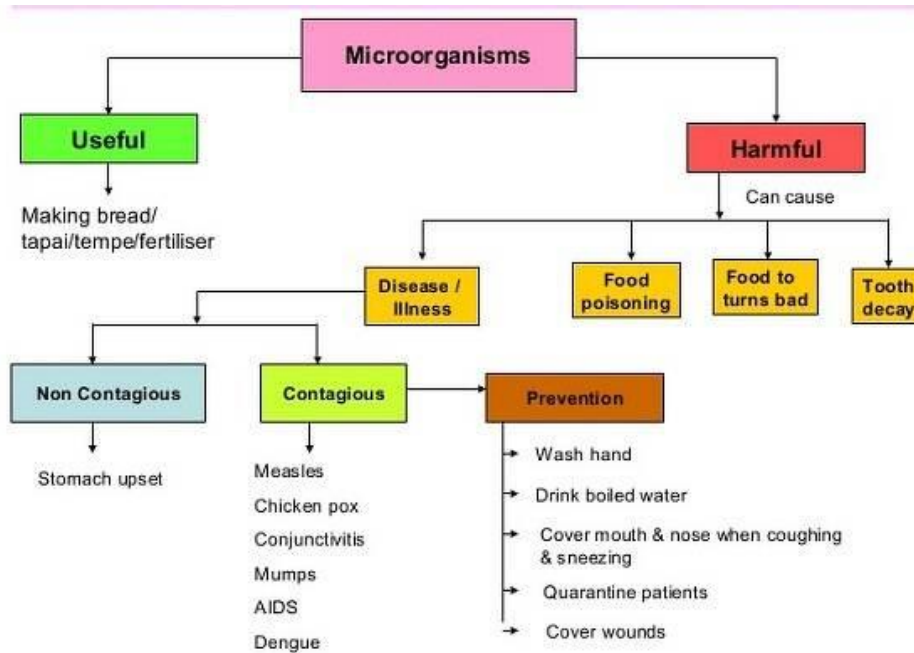 Microorganisms
Useful
Harmful
Making bread/
tapai/tempe/fertiliser
Can cause
Disease /
Illness
Food
poisoning
Food to
turns bad
Tooth
decay
Non Contagious
Contagious
Prevention
Stomach upset
Measles
Chicken pox
Conjunctivitis
Mumps
AIDS
Dengue
Wash hand
Drink boiled water
Cover mouth & nose when coughing
& sneezing
Quarantine patients
Cover wounds